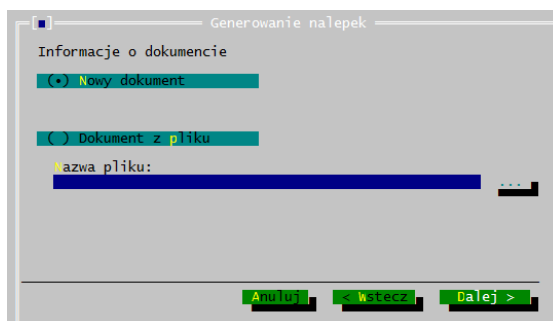 [■] Generowanie nalepek
Informacje o dokumencie
(•) Nowy dokument
( ) Dokument z pliku
Nazwa pliku:
...
Anuluj < Wstecz Dalej >